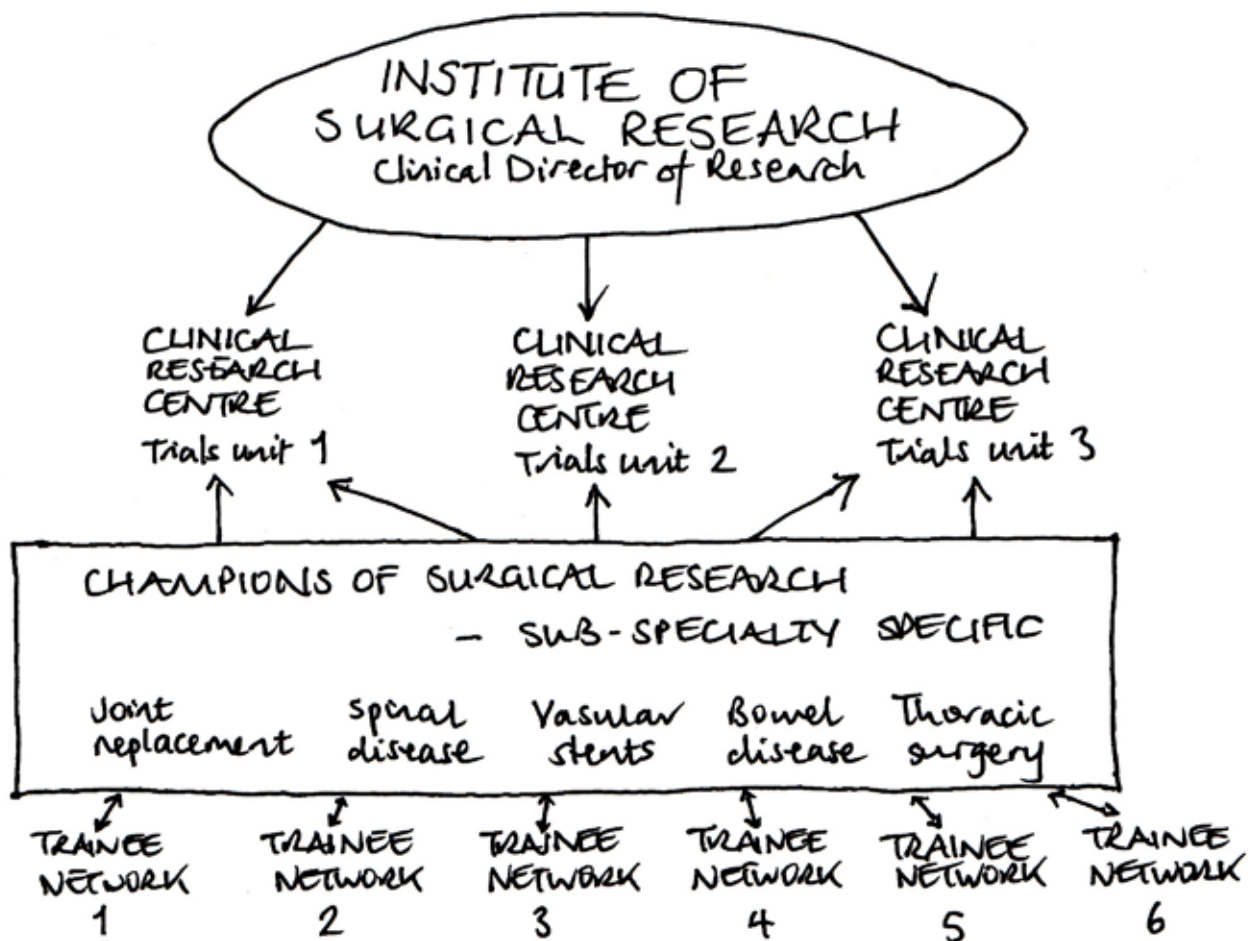 INSTITUTE OF
SURGICAL RESEARCH
Clinical Director of Research
CLINICAL
RESEARCH
CENTRE
Trials unit 1
CLINICAL
RESEARCH
CENTRE
Trials unit 2
CLINICAL
RESEARCH
CENTRE
Trials unit 3
CHAMPIONS OF SURGICAL RESEARCH
- SUB-SPECIALTY SPECIFIC
Joint
replacement
Spinal
disease
Vasular
stents
Bowel
disease
Thoracic
surgery
TRAINEE
NETWORK
1
TRAINEE
NETWORK
2
TRAINEE
NETWORK
3
TRAINEE
NETWORK
4
TRAINEE
NETWORK
5
TRAINEE
NETWORK
6